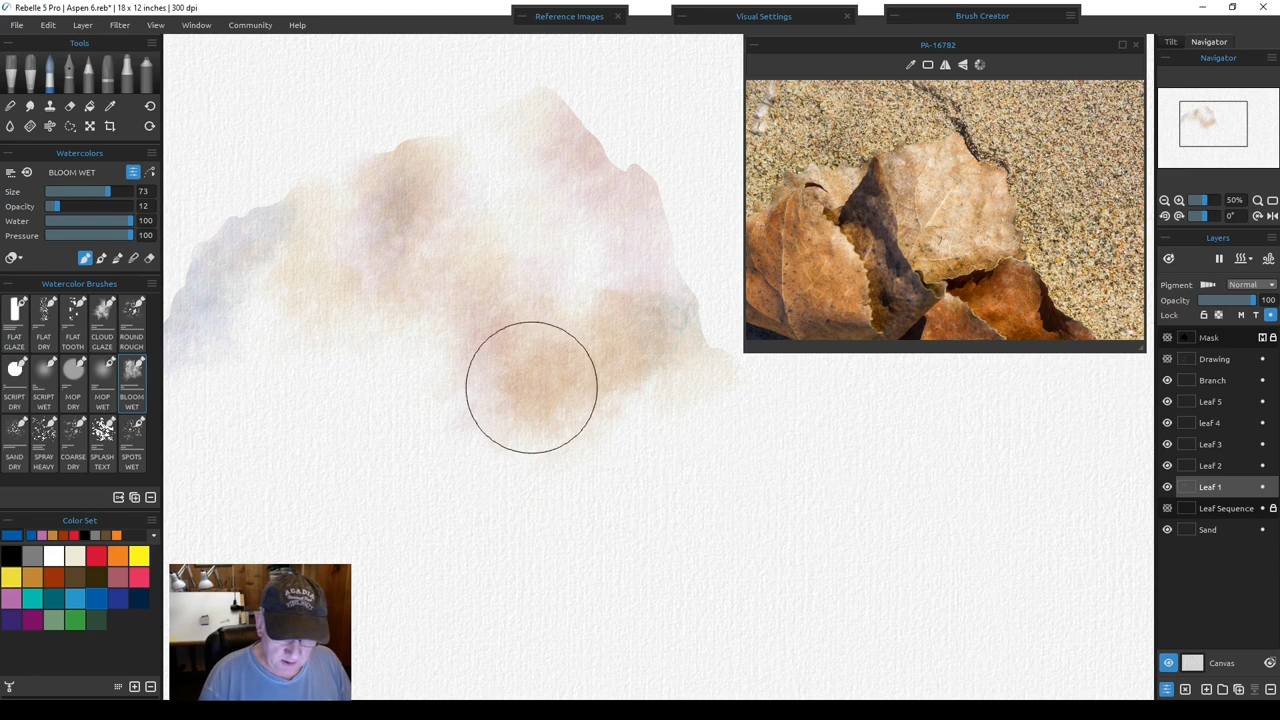 Rebelle 5 Pro | Aspen 6.reb* | 18 x 12 inches | 300 dpi
File Edit Layer Filter View Window Community Help
Reference Images
Visual Settings
Brush Creator
Tools
Watercolors
BLOOM WET
Size 73
Opacity 12
Water 100
Pressure 100
Watercolor Brushes
FLAT GLAZE
FLAT DRY
FLAT TOOTH
CLOUD GLAZE
ROUND ROUGH
SCRIPT DRY
SCRIPT WET
MOP DRY
MOP WET
BLOOM WET
SAND DRY
SPRAY HEAVY
COARSE DRY
SPLASH TEXT
SPOTS WET
Color Set
PA-16782
ACADIA
Tilt Navigator
Navigator
50%
0°
Layers
Pigment Normal
Opacity 100
Lock M T
Mask
Drawing
Branch
Leaf 5
leaf 4
Leaf 3
Leaf 2
Leaf 1
Leaf Sequence
Sand
Canvas